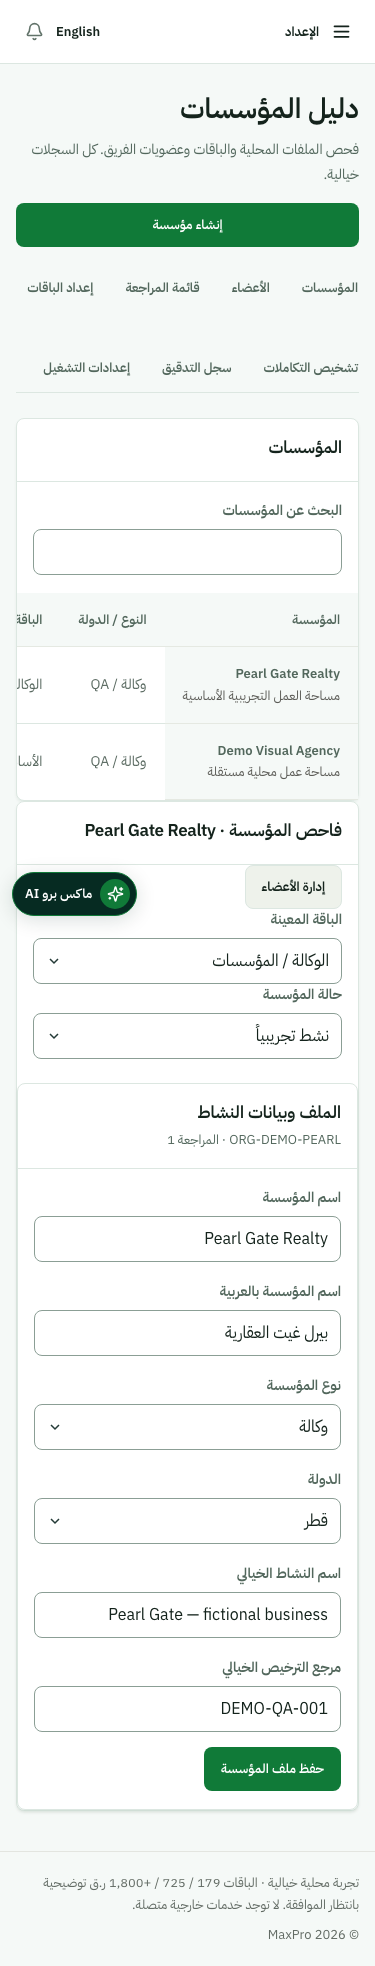 الإعداد
English
دليل المؤسسات
فحص الملفات المحلية والباقات وعضويات الفريق. كل السجلات
خيالية.
إنشاء مؤسسة
المؤسسات الأعضاء قائمة المراجعة إعداد الباقات
تشخيص التكاملات سجل التدقيق إعدادات التشغيل
المؤسسات
البحث عن المؤسسات
المؤسسة النوع / الدولة
Pearl Gate Realty
مساحة العمل التجريبية الأساسية
وكالة / QA
Demo Visual Agency
مساحة عمل محلية مستقلة
وكالة / QA
فاحص المؤسسة · Pearl Gate Realty
إدارة الأعضاء
ماكس برو AI
الباقة المعينة
الوكالة / المؤسسات
حالة المؤسسة
نشط تجريبياً
الملف وبيانات النشاط
ORG-DEMO-PEARL · المراجعة 1
اسم المؤسسة
Pearl Gate Realty
اسم المؤسسة بالعربية
بيرل غيت العقارية
نوع المؤسسة
وكالة
الدولة
قطر
اسم النشاط الخيالي
Pearl Gate — fictional business
مرجع الترخيص الخيالي
DEMO-QA-001
حفظ ملف المؤسسة
تجربة محلية خيالية · الباقات 179 / 725 / +1,800 ر.ق توضيحية
بانتظار الموافقة. لا توجد خدمات خارجية متصلة.
© 2026 MaxPro